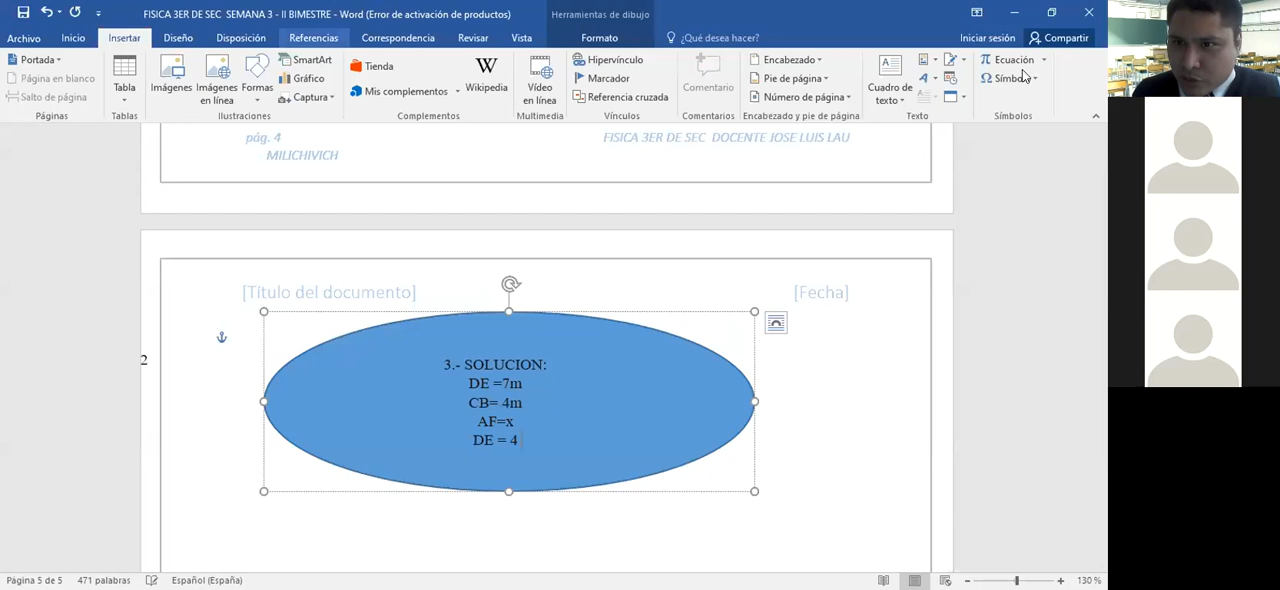 FISICA 3ER DE SEC SEMANA 3 - II BIMESTRE - Word (Error de activación de productos)
Herramientas de dibujo
Archivo Inicio Insertar Diseño Disposición Referencias Correspondencia Revisar Vista Formato ¿Qué desea hacer? Iniciar sesión Compartir
Portada
Página en blanco
Salto de página
Páginas
Tabla
Tablas
Imágenes
Imágenes en línea
Formas
SmartArt
Gráfico
Captura
Ilustraciones
Tienda
Mis complementos
W
Wikipedia
Complementos
Vídeo en línea
Multimedia
Hipervínculo
Marcador
Referencia cruzada
Vínculos
Comentario
Comentarios
Encabezado
Pie de página
Número de página
Encabezado y pie de página
A
Cuadro de texto
Texto
π Ecuación
Ω Símbolo
Símbolos
pág. 4 FISICA 3ER DE SEC DOCENTE JOSE LUIS LAU
MILICHIVICH
[Título del documento] [Fecha]
2
3.- SOLUCION:
DE =7m
CB= 4m
AF=x
DE = 4
Página 5 de 5 471 palabras Español (España) 130 %